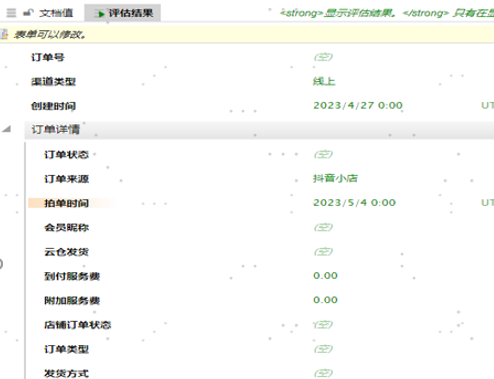 文档值 评估结果 <strong>显示评估结果。</strong> 只有在显
表单可以修改。
订单号 (空)
渠道类型 线上
创建时间 2023/4/27 0:00 UT
订单详情
订单状态 (空)
订单来源 抖音小店
拍单时间 2023/5/4 0:00 UT
会员昵称 (空)
云仓发货 (空)
到付服务费 0.00
附加服务费 0.00
店铺订单状态 (空)
订单类型 (空)
发货方式 (空)